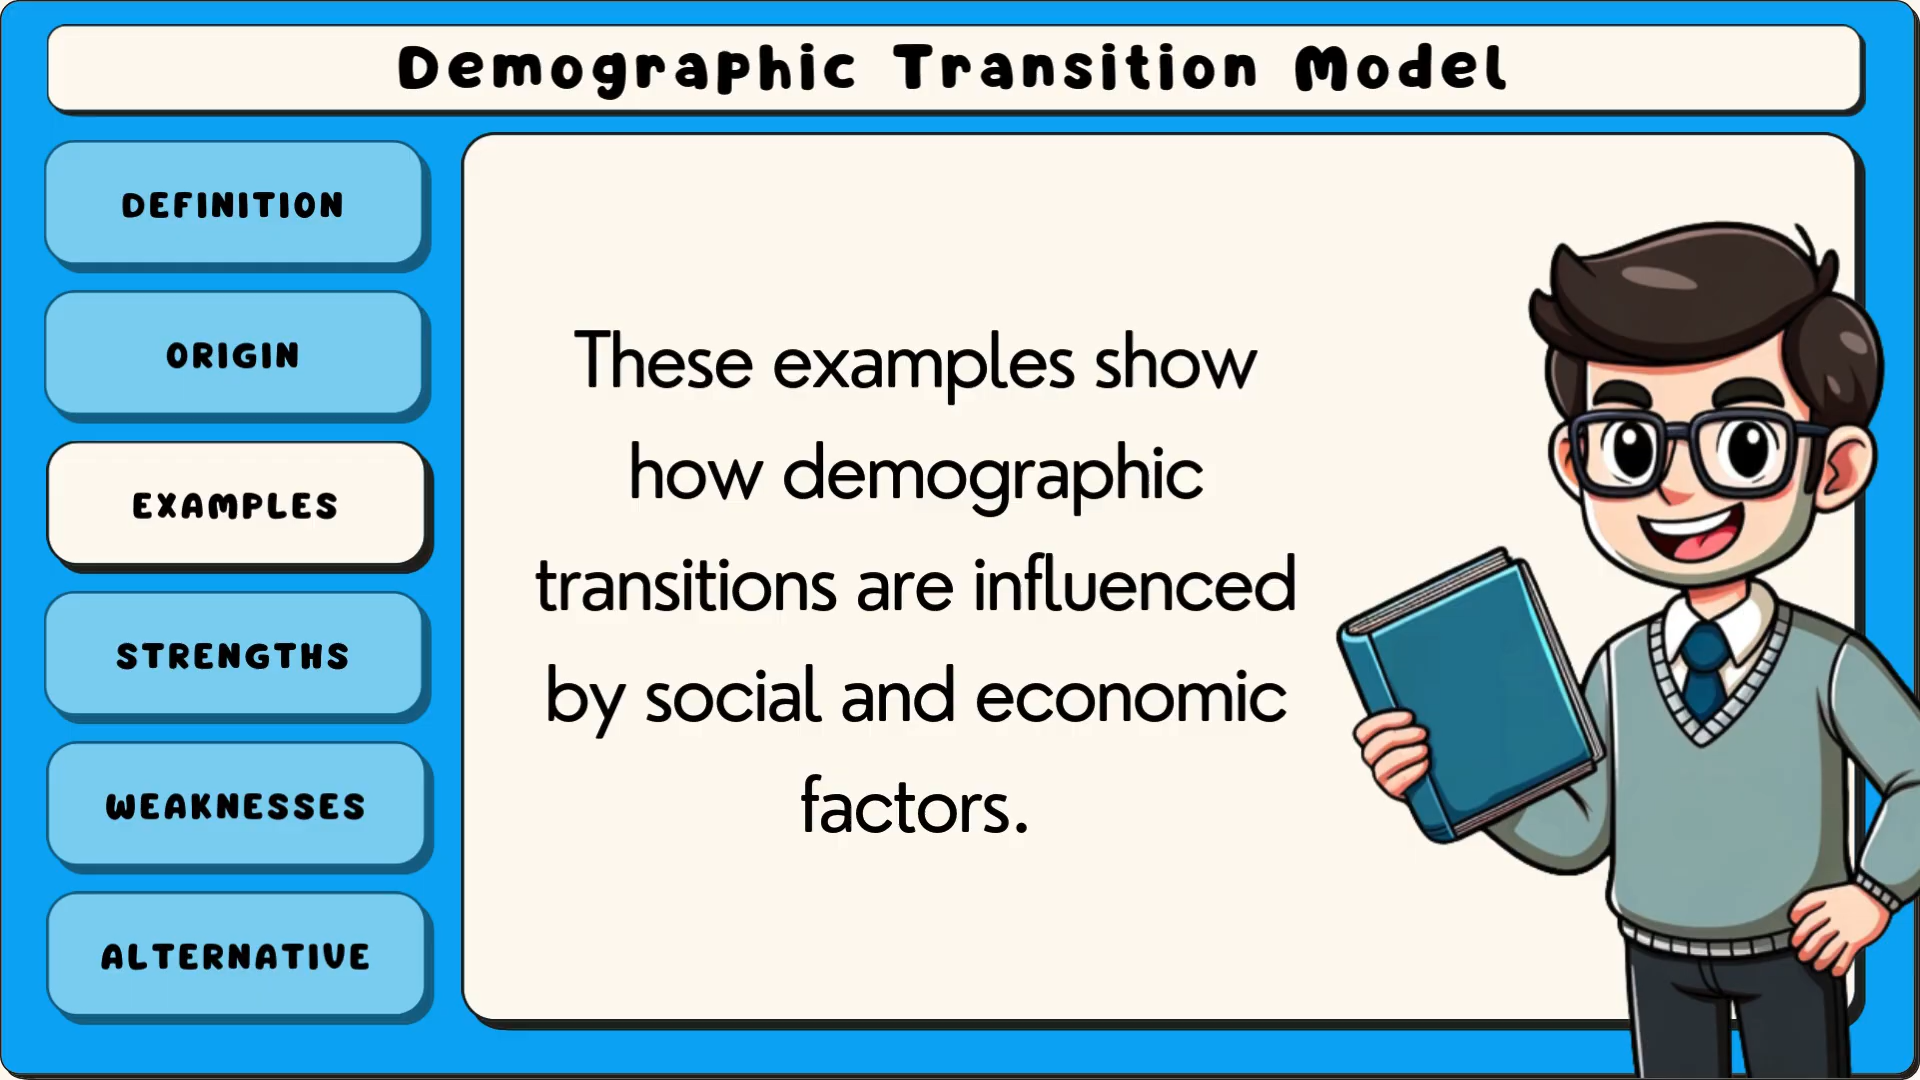 Demographic Transition Model
DEFINITION
ORIGIN
EXAMPLES
STRENGTHS
WEAKNESSES
ALTERNATIVE
These examples show
how demographic
transitions are influenced
by social and economic
factors.